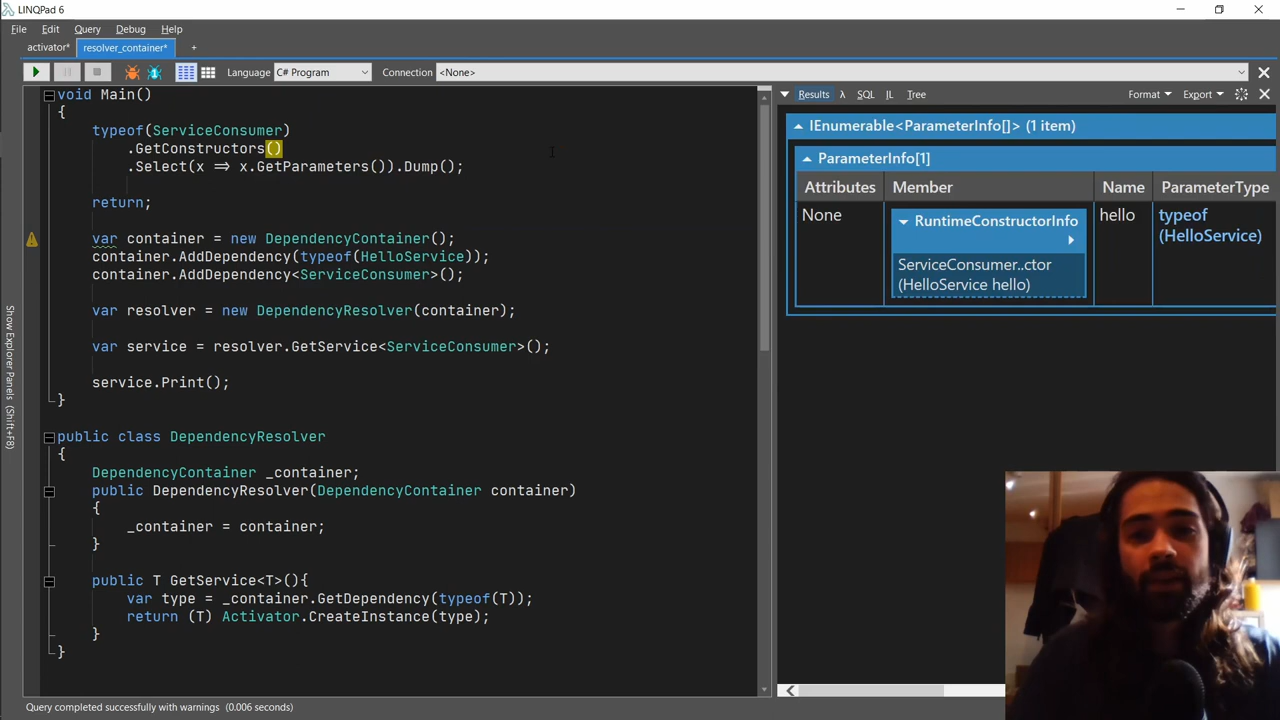 LINQPad 6
File Edit Query Debug Help
activator* resolver_container* +
Language C# Program Connection <None>
void Main()
{
typeof(ServiceConsumer)
.GetConstructors()
.Select(x => x.GetParameters()).Dump();
return;
var container = new DependencyContainer();
container.AddDependency(typeof(HelloService));
container.AddDependency<ServiceConsumer>();
var resolver = new DependencyResolver(container);
var service = resolver.GetService<ServiceConsumer>();
service.Print();
}
public class DependencyResolver
{
DependencyContainer _container;
public DependencyResolver(DependencyContainer container)
{
_container = container;
}
public T GetService<T>(){
var type = _container.GetDependency(typeof(T));
return (T) Activator.CreateInstance(type);
}
}
Show Explorer Panels (Shift+F8)
Results λ SQL IL Tree Format Export
IEnumerable<ParameterInfo[]> (1 item)
ParameterInfo[1]
Attributes Member Name ParameterType
None RuntimeConstructorInfo hello typeof
(HelloService)
ServiceConsumer..ctor
(HelloService hello)
Query completed successfully with warnings (0.006 seconds)